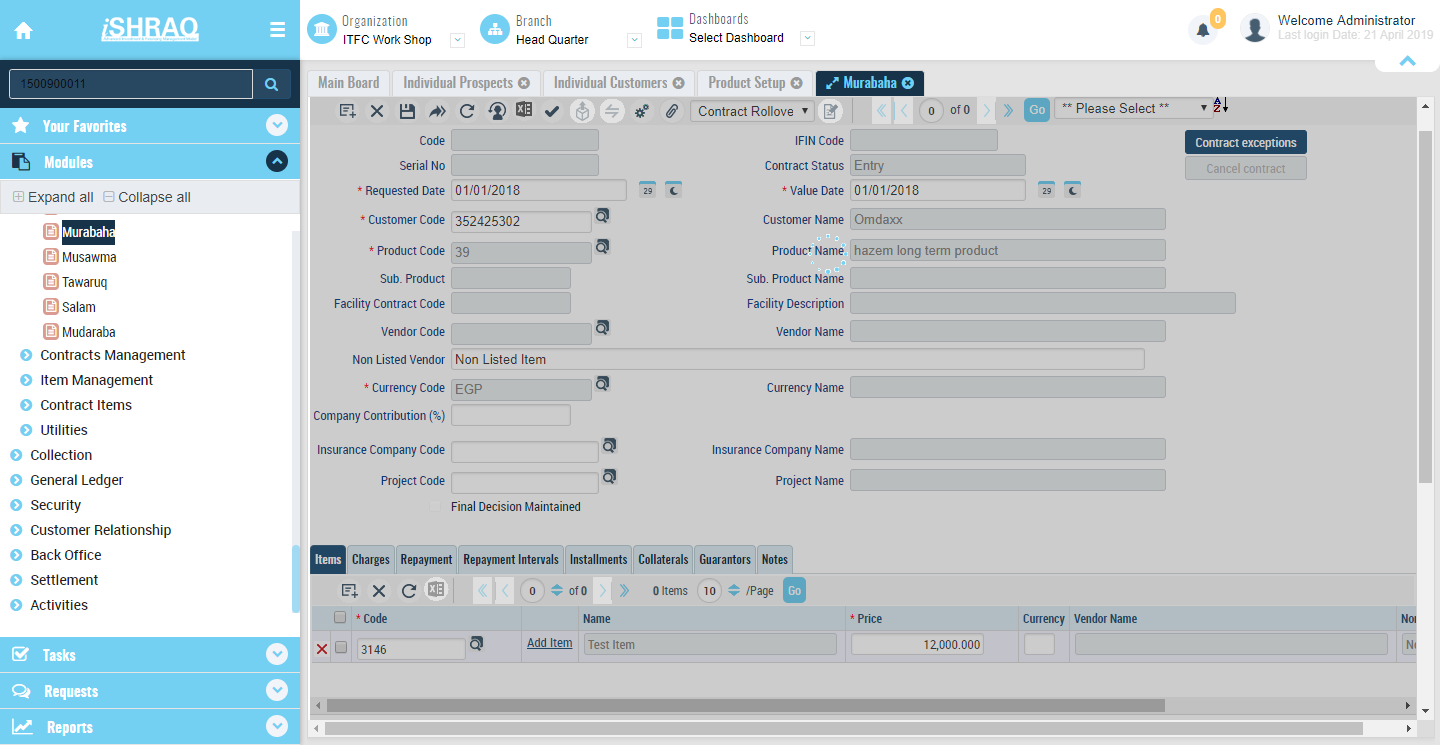 iSHRAQ
Organization
ITFC Work Shop
Branch
Head Quarter
Dashboards
Select Dashboard
0
Welcome Administrator
Last login Date: 21 April 2019
1500900011
Your Favorites
Modules
Expand all
Collapse all
Murabaha
Musawma
Tawaruq
Salam
Mudaraba
Contracts Management
Item Management
Contract Items
Utilities
Collection
General Ledger
Security
Customer Relationship
Back Office
Settlement
Activities
Tasks
Requests
Reports
Main Board
Individual Prospects
Individual Customers
Product Setup
Murabaha
Contract Rollove
0 of 0
Go
** Please Select **
AZ
Code
IFIN Code
Contract exceptions
Serial No
Contract Status Entry
Cancel contract
* Requested Date 01/01/2018 29
* Value Date 01/01/2018 29
* Customer Code 352425302
Customer Name Omdaxx
* Product Code 39
Product Name hazem long term product
Sub. Product
Sub. Product Name
Facility Contract Code
Facility Description
Vendor Code
Vendor Name
Non Listed Vendor Non Listed Item
* Currency Code EGP
Currency Name
Company Contribution (%)
Insurance Company Code
Insurance Company Name
Project Code
Project Name
Final Decision Maintained
Items Charges Repayment Repayment Intervals Installments Collaterals Guarantors Notes
0 of 0 0 Items 10 /Page Go
* Code Name * Price Currency Vendor Name Nor
3146 Add Item Test Item 12,000.000 Ne